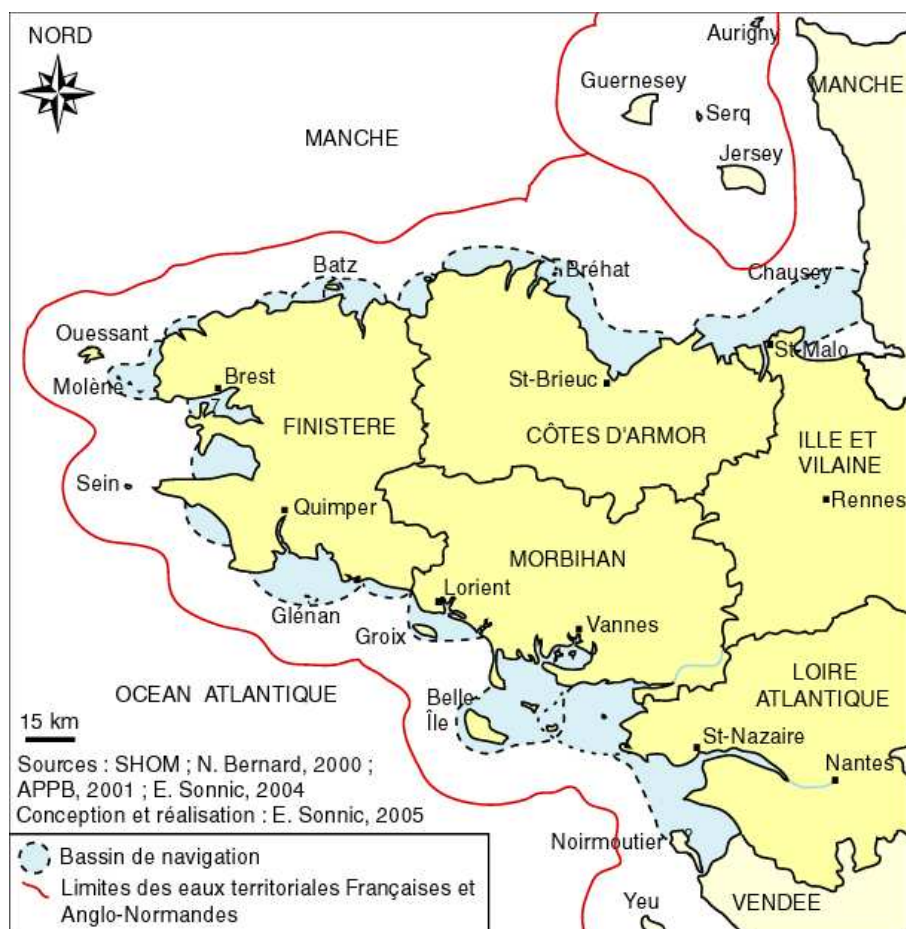 NORD
Aurigny
Guernesey
MANCHE
Serq
MANCHE
Jersey
Batz
Bréhat
Chausey
Ouessant
St-Malo
Molène
Brest
St-Brieuc
FINISTERE
CÔTES D'ARMOR
ILLE ET
VILAINE
Sein
Rennes
Quimper
MORBIHAN
Lorient
Glénan
Vannes
Groix
LOIRE
ATLANTIQUE
OCEAN ATLANTIQUE
Belle
Île
15 km
St-Nazaire
Nantes
Sources : SHOM ; N. Bernard, 2000 ;
APPB, 2001 ; E. Sonnic, 2004
Conception et réalisation : E. Sonnic, 2005
Noirmoutier
Bassin de navigation
Limites des eaux territoriales Françaises et
Anglo-Normandes
Yeu
VENDEE